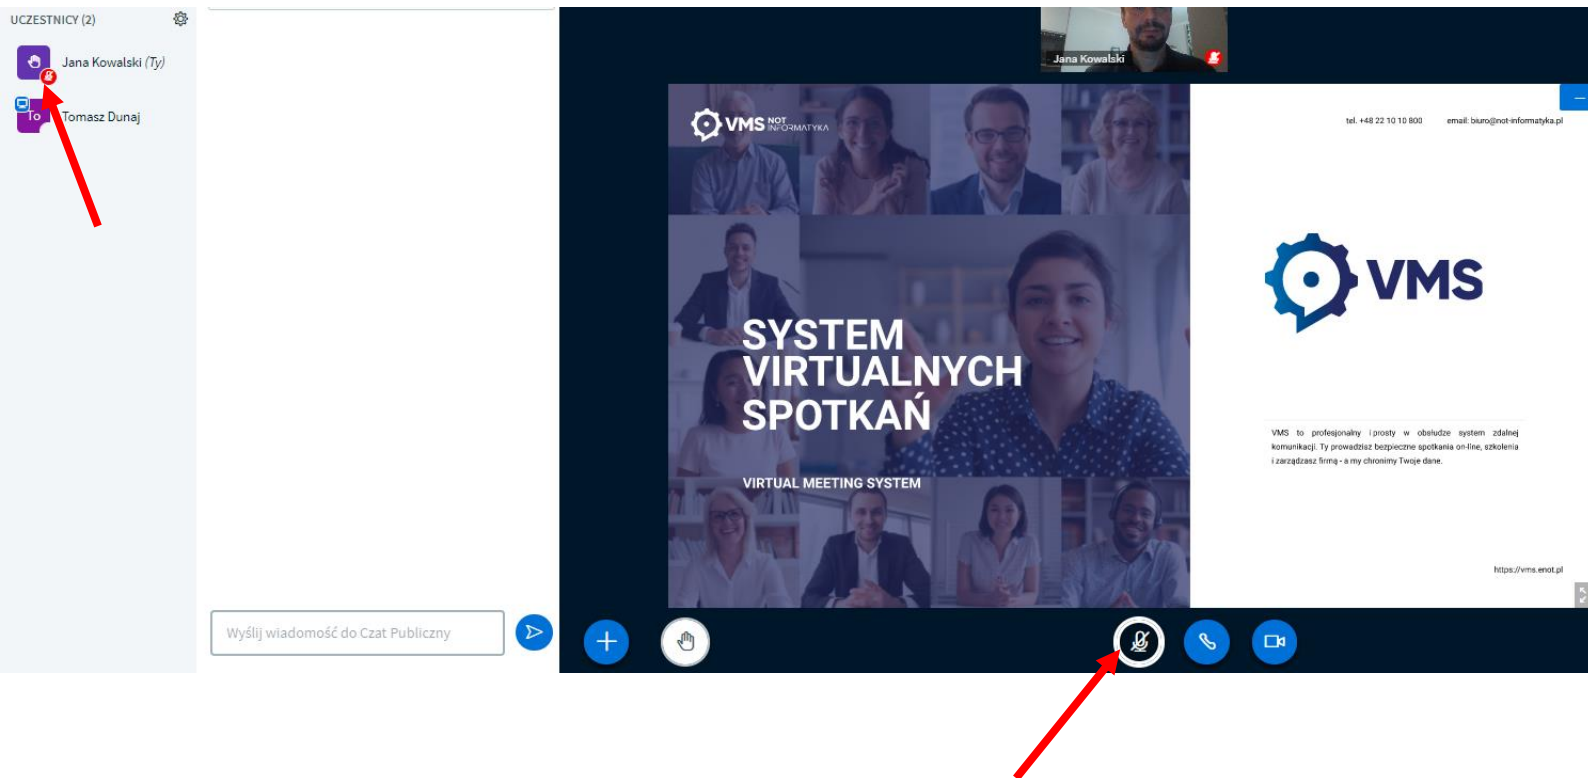 UCZESTNICY (2)
Jana Kowalski (Ty)
To
Tomasz Dunaj
Wyślij wiadomość do Czat Publiczny
Jana Kowalski
VMS NOT
INFORMATYKA
SYSTEM
VIRTUALNYCH
SPOTKAŃ
VIRTUAL MEETING SYSTEM
tel. +48 22 10 10 800 email: biuro@not-informatyka.pl
VMS
VMS to profesjonalny i prosty w obsłudze system zdalnej
komunikacji. Ty prowadzisz bezpieczne spotkania on-line, szkolenia
i zarządzasz firmą - a my chronimy Twoje dane.
https://vms.enot.pl